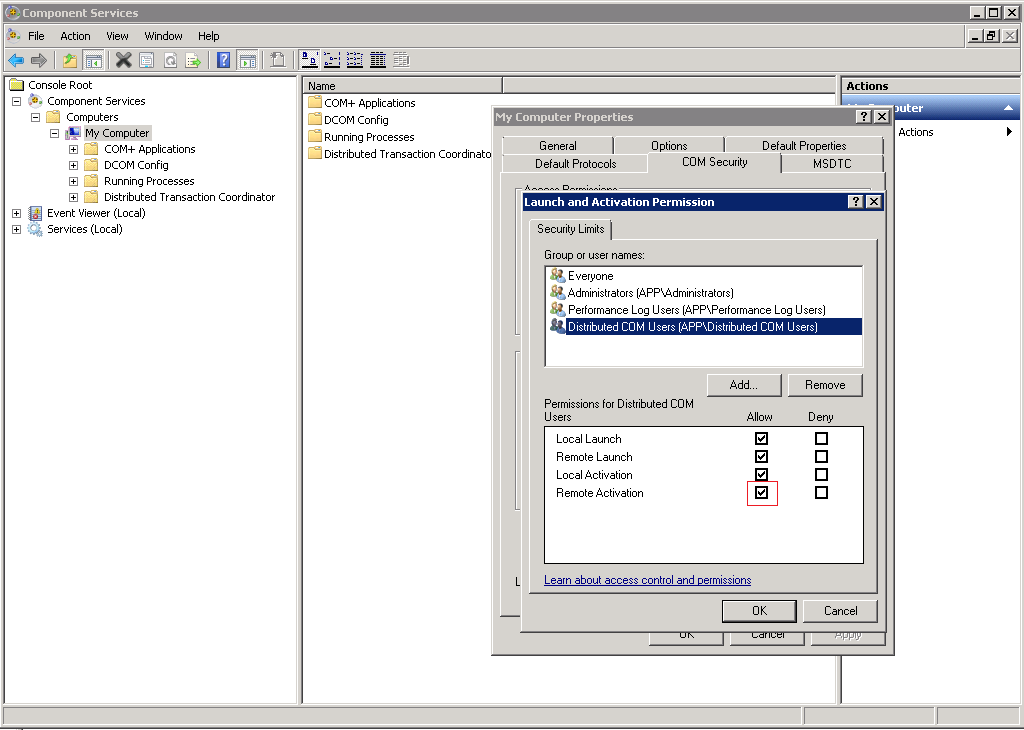 Component Services
File Action View Window Help
Console Root
Component Services
Computers
My Computer
COM+ Applications
DCOM Config
Running Processes
Distributed Transaction Coordinator
Event Viewer (Local)
Services (Local)
Name
COM+ Applications
DCOM Config
Running Processes
Distributed Transaction Coordinato
Actions
Actions
My Computer Properties
General Options Default Properties
Default Protocols COM Security MSDTC
Access Permissions
Launch and Activation Permission
Security Limits
Group or user names:
Everyone
Administrators (APP\Administrators)
Performance Log Users (APP\Performance Log Users)
Distributed COM Users (APP\Distributed COM Users)
Add... Remove
Permissions for Distributed COM
Users Allow Deny
Local Launch
Remote Launch
Local Activation
Remote Activation
Learn about access control and permissions
OK Cancel
OK Cancel Apply